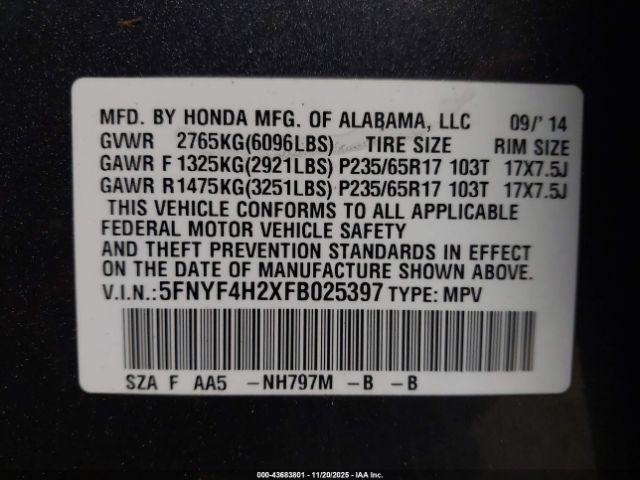 MFD. BY HONDA MFG. OF ALABAMA, LLC 09/'14
GVWR 2765KG(6096LBS) TIRE SIZE RIM SIZE
GAWR F 1325KG(2921LBS) P235/65R17 103T 17X7.5J
GAWR R1475KG(3251LBS) P235/65R17 103T 17X7.5J
THIS VEHICLE CONFORMS TO ALL APPLICABLE
FEDERAL MOTOR VEHICLE SAFETY
AND THEFT PREVENTION STANDARDS IN EFFECT
ON THE DATE OF MANUFACTURE SHOWN ABOVE.
V.I.N.:5FNYF4H2XFB025397 TYPE: MPV
SZA F AA5 -NH797M -B -B
000-43683801 - 11/20/2025 - IAA Inc.